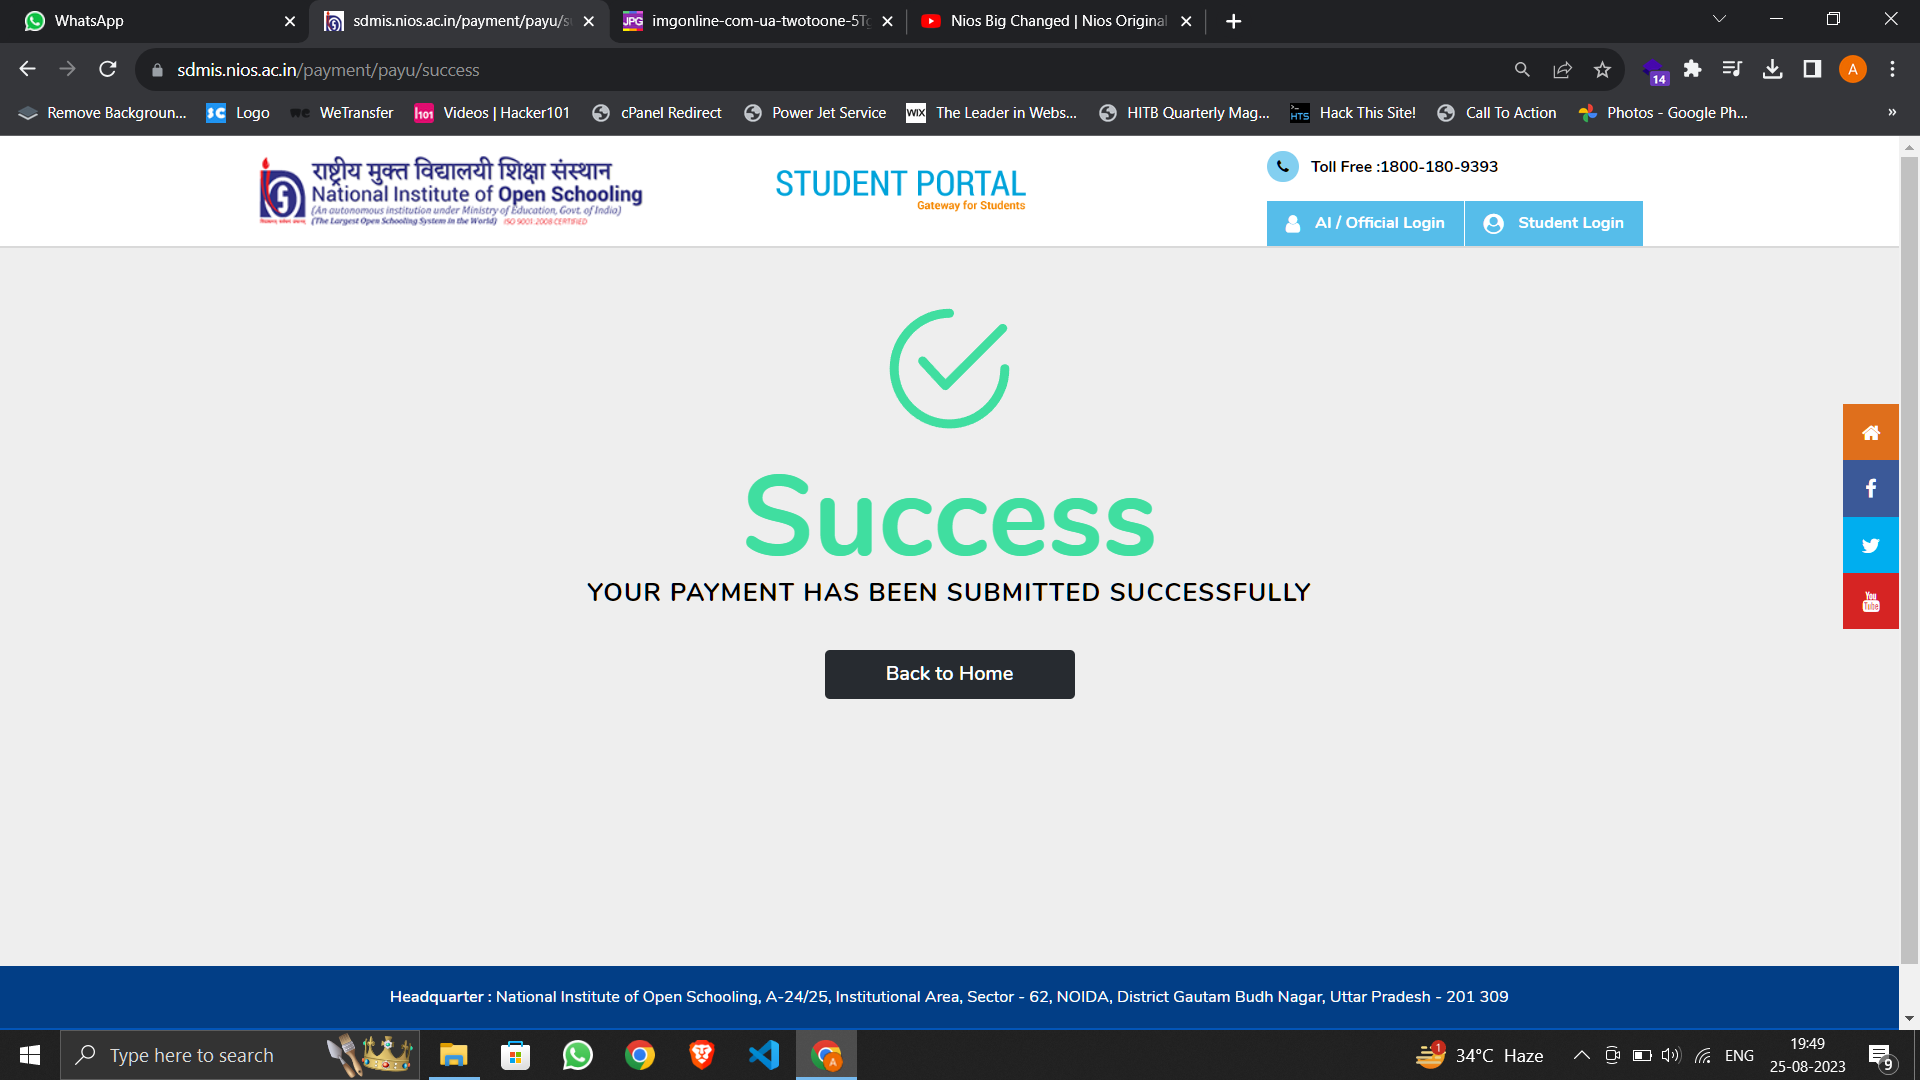 WhatsApp
sdmis.nios.ac.in/payment/payu/su
imgonline-com-ua-twotoone-5Tg
Nios Big Changed | Nios Original
sdmis.nios.ac.in/payment/payu/success
14
A
Remove Backgroun...
Logo
WeTransfer
Videos | Hacker101
cPanel Redirect
Power Jet Service
The Leader in Webs...
HITB Quarterly Mag...
Hack This Site!
Call To Action
Photos - Google Ph...
»
राष्ट्रीय मुक्त विद्यालयी शिक्षा संस्थान
National Institute of Open Schooling
(An autonomous institution under Ministry of Education, Govt. of India)
(The Largest Open Schooling System in the World) ISO 9001:2008 CERTIFIED
STUDENT PORTAL
Gateway for Students
Toll Free :1800-180-9393
AI / Official Login
Student Login
Success
YOUR PAYMENT HAS BEEN SUBMITTED SUCCESSFULLY
Back to Home
You
Tube
Headquarter : National Institute of Open Schooling, A-24/25, Institutional Area, Sector - 62, NOIDA, District Gautam Budh Nagar, Uttar Pradesh - 201 309
Type here to search
1
34°C Haze
ENG
19:49
25-08-2023
9